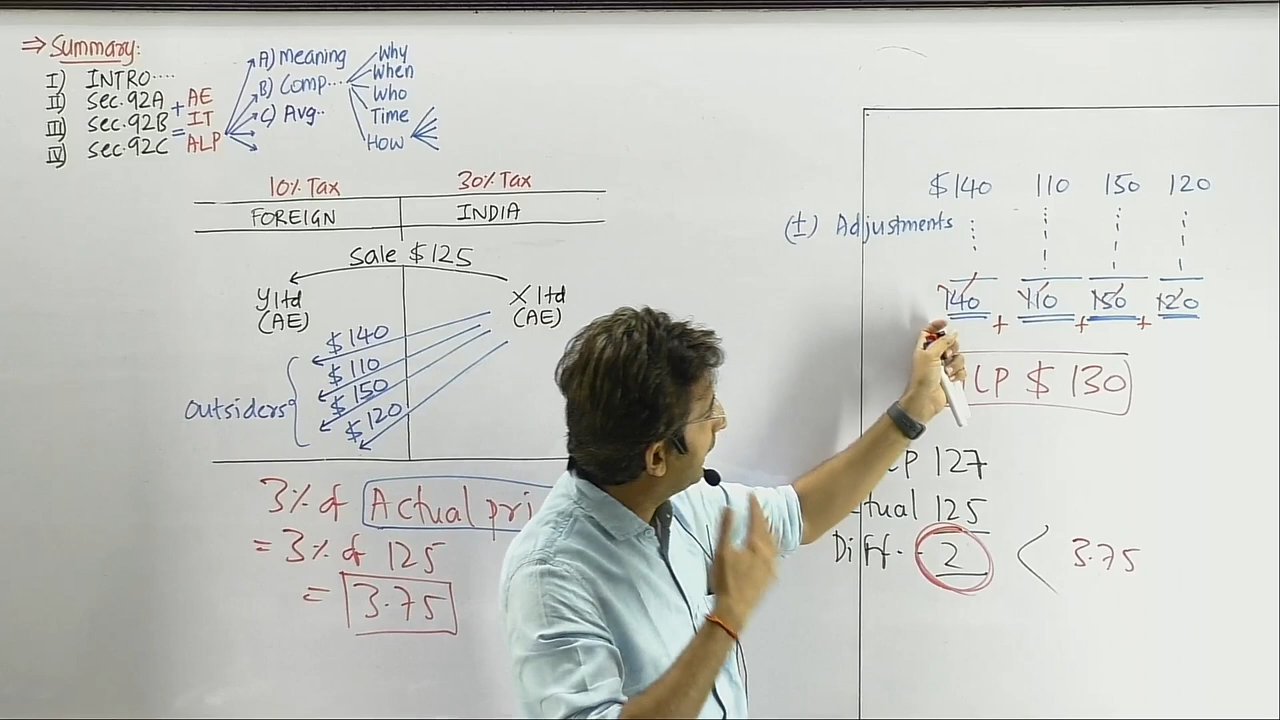 ⇒ Summary:
I) INTRO....
II) Sec.92A + AE
III) Sec.92B = IT
IV) Sec.92C ALP
A) Meaning
B) Comp....
C) Avg..
Why
When
Who
Time
How
10% Tax 30% Tax
FOREIGN INDIA
Sale $125
Y ltd X ltd
(AE) (AE)
$140
$110
$150
$120
Outsiders
3% of Actual pri
= 3% of 125
= 3.75
$140 110 150 120
(±) Adjustments
140 + 110 + 150 + 120
LP $ 130
LP 127
tual 125
Diff. 2 < 3.75